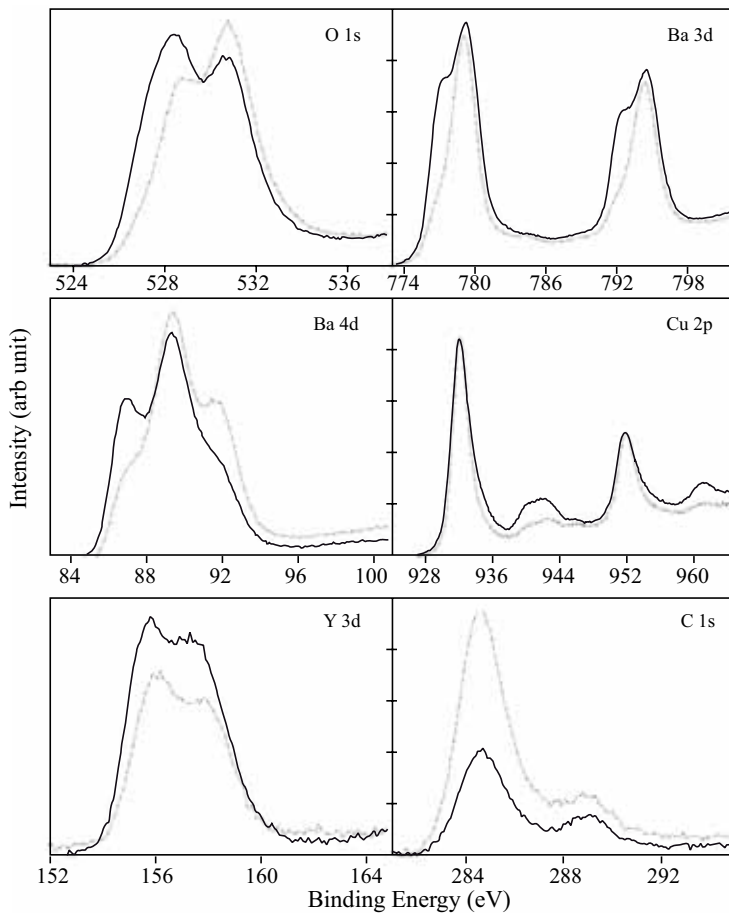 O 1s
Ba 3d
524 528 532 536
774 780 786 792 798
Ba 4d
Cu 2p
84 88 92 96 100
928 936 944 952 960
Y 3d
C 1s
152 156 160 164
284 288 292
Intensity (arb unit)
Binding Energy (eV)